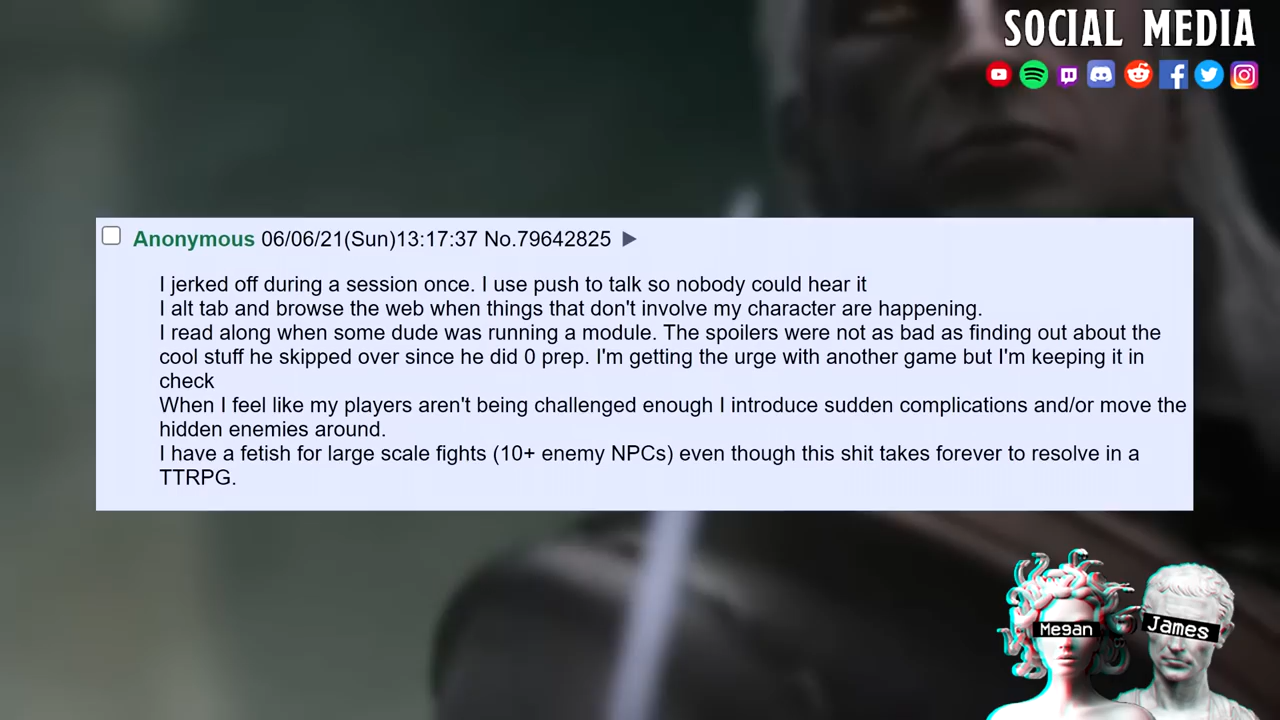 SOCIAL MEDIA
Anonymous 06/06/21(Sun)13:17:37 No.79642825
I jerked off during a session once. I use push to talk so nobody could hear it
I alt tab and browse the web when things that don't involve my character are happening.
I read along when some dude was running a module. The spoilers were not as bad as finding out about the
cool stuff he skipped over since he did 0 prep. I'm getting the urge with another game but I'm keeping it in
check
When I feel like my players aren't being challenged enough I introduce sudden complications and/or move the
hidden enemies around.
I have a fetish for large scale fights (10+ enemy NPCs) even though this shit takes forever to resolve in a
TTRPG.
Megan
James